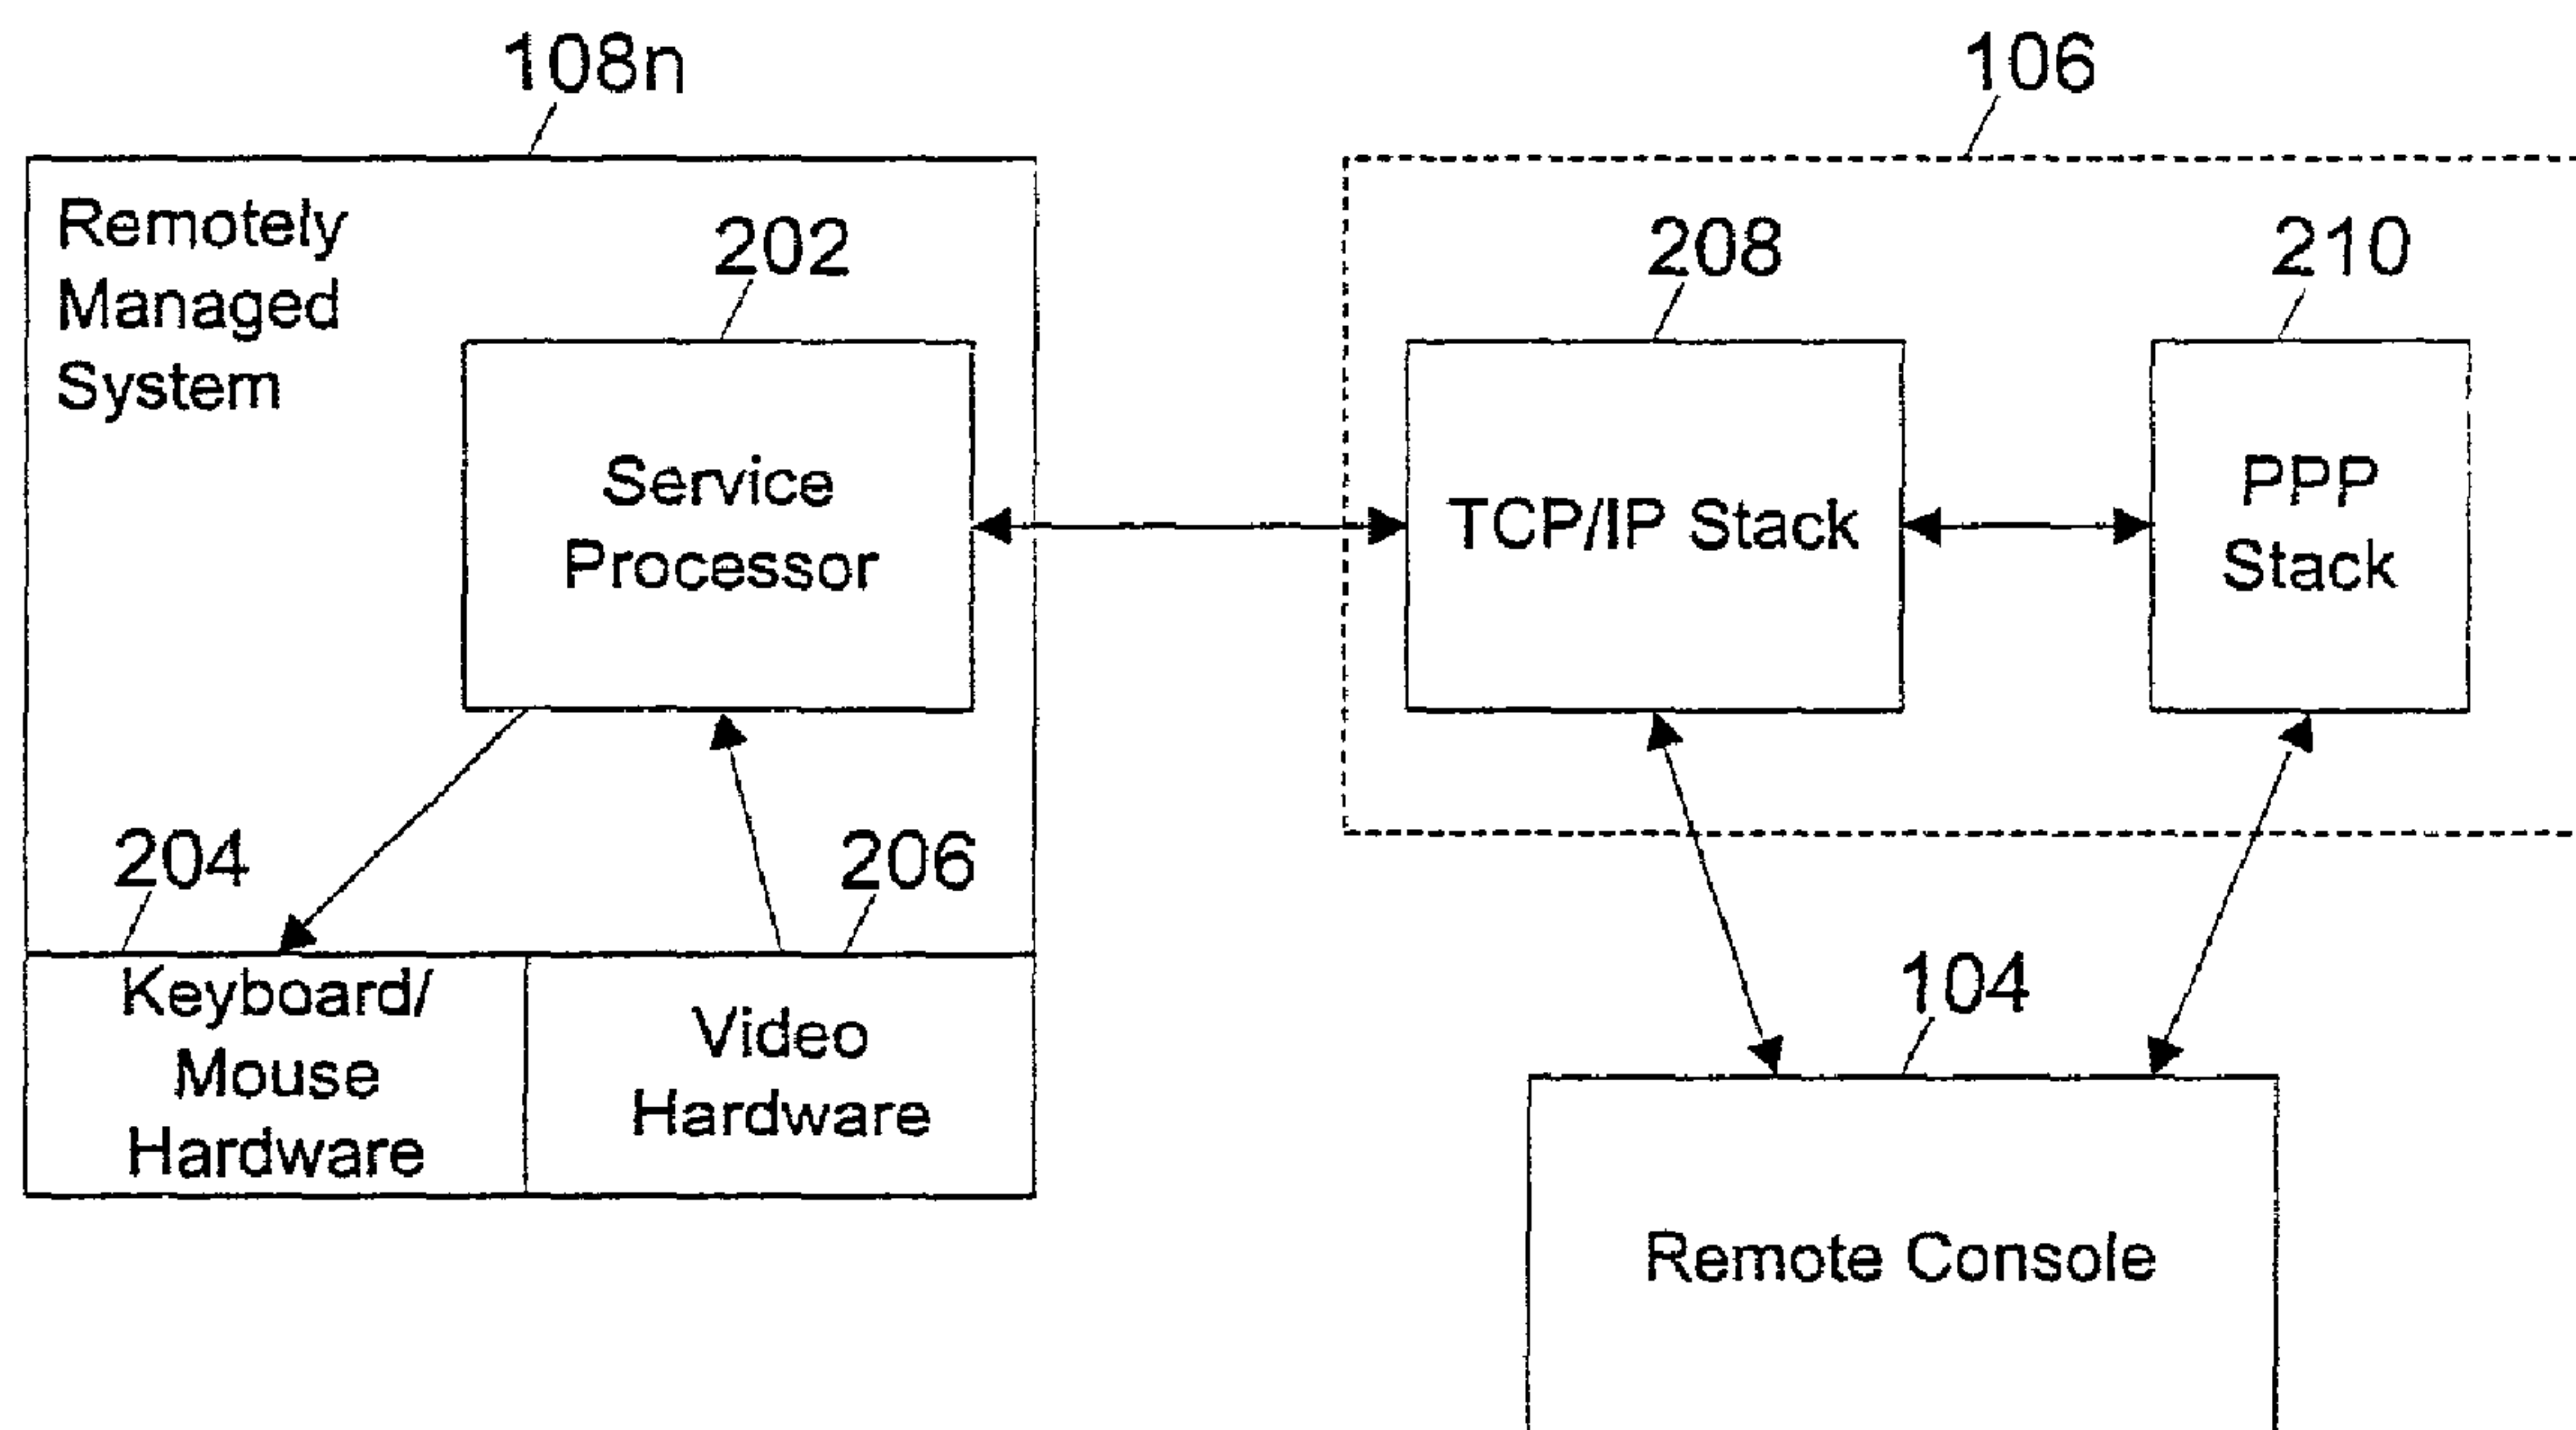 108n
106
Remotely
Managed
System
202
208
210
Service
Processor
TCP/IP Stack
PPP
Stack
204
206
104
Keyboard/
Mouse
Hardware
Video
Hardware
Remote Console